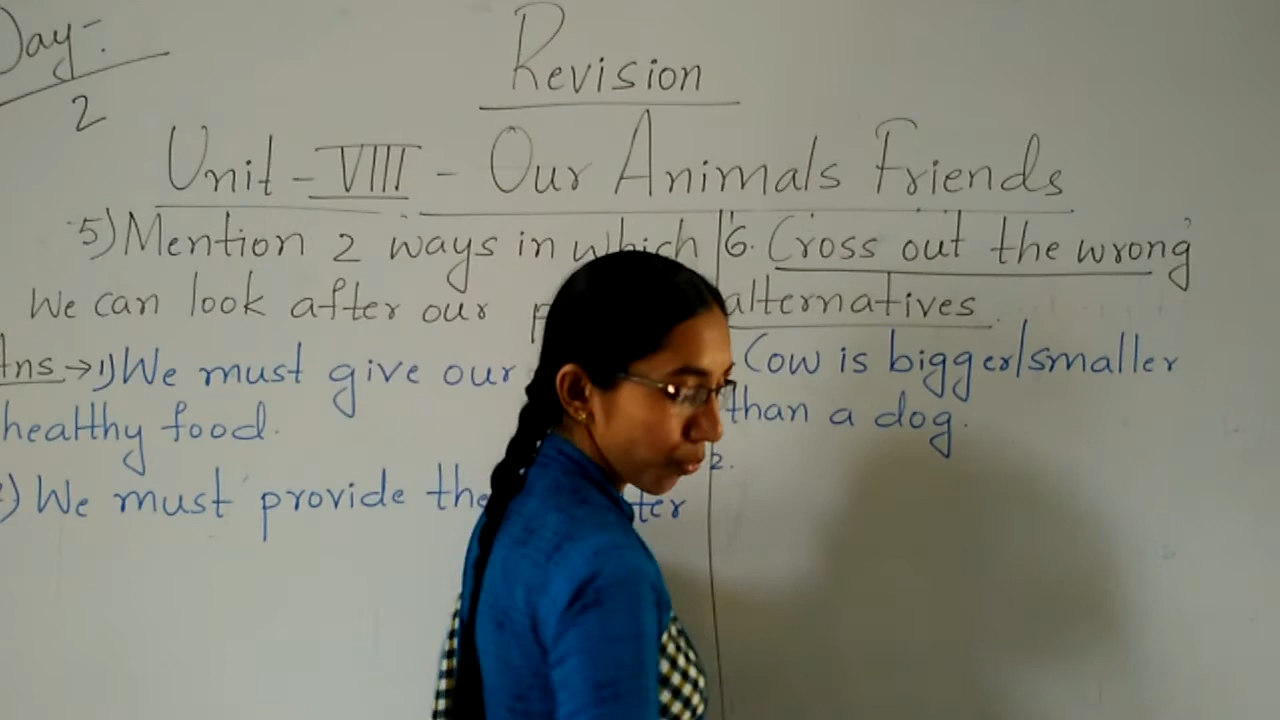 Day-:
2
Revision
Unit - VIII - Our Animals Friends
5) Mention 2 ways in which
We can look after our
Ans → 1) We must give our
healthy food.
) We must provide the
6. Cross out the wrong
alternatives.
Cow is bigger/smaller
than a dog.
2.